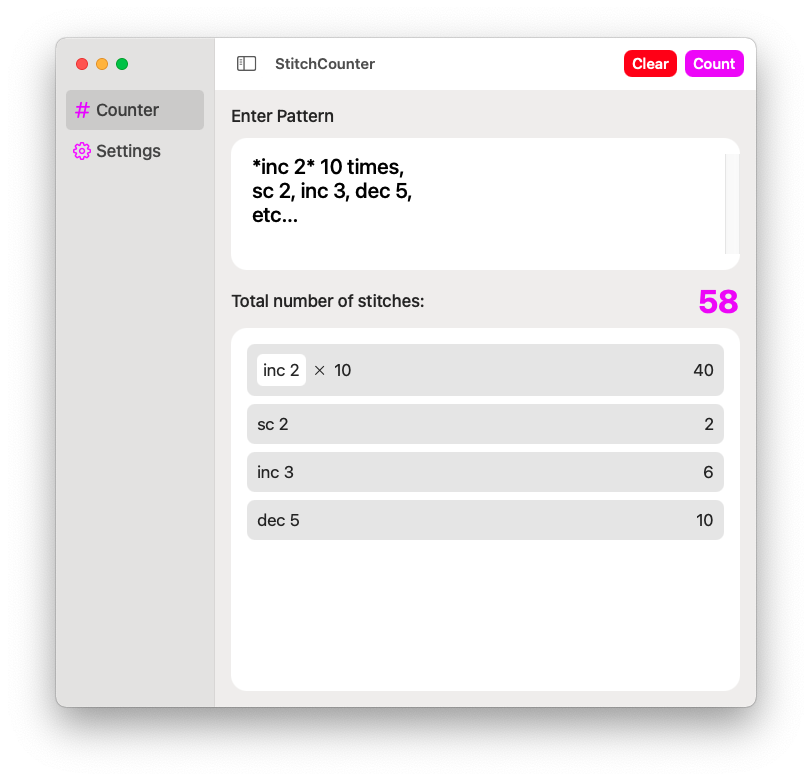 StitchCounter
Clear
Count
# Counter
Settings
Enter Pattern
*inc 2* 10 times,
sc 2, inc 3, dec 5,
etc...
Total number of stitches:
58
inc 2 × 10
40
sc 2
2
inc 3
6
dec 5
10